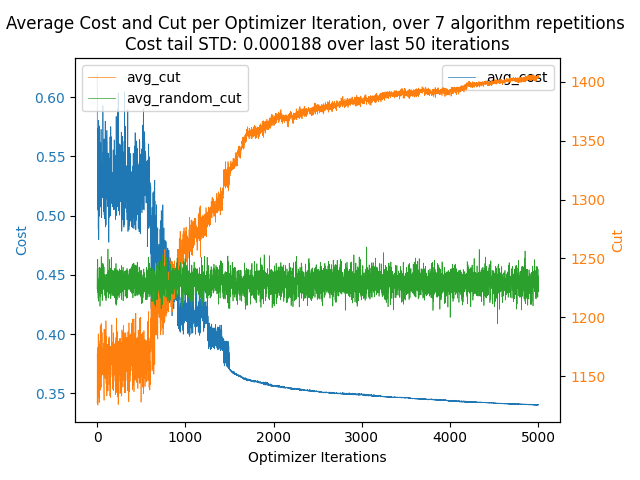 Average Cost and Cut per Optimizer Iteration, over 7 algorithm repetitions
Cost tail STD: 0.000188 over last 50 iterations
avg_cut
avg_random_cut
avg_cost
0.60
0.55
0.50
0.45
0.40
0.35
Cost
1400
1350
1300
1250
1200
1150
Cut
0
1000
2000
3000
4000
5000
Optimizer Iterations